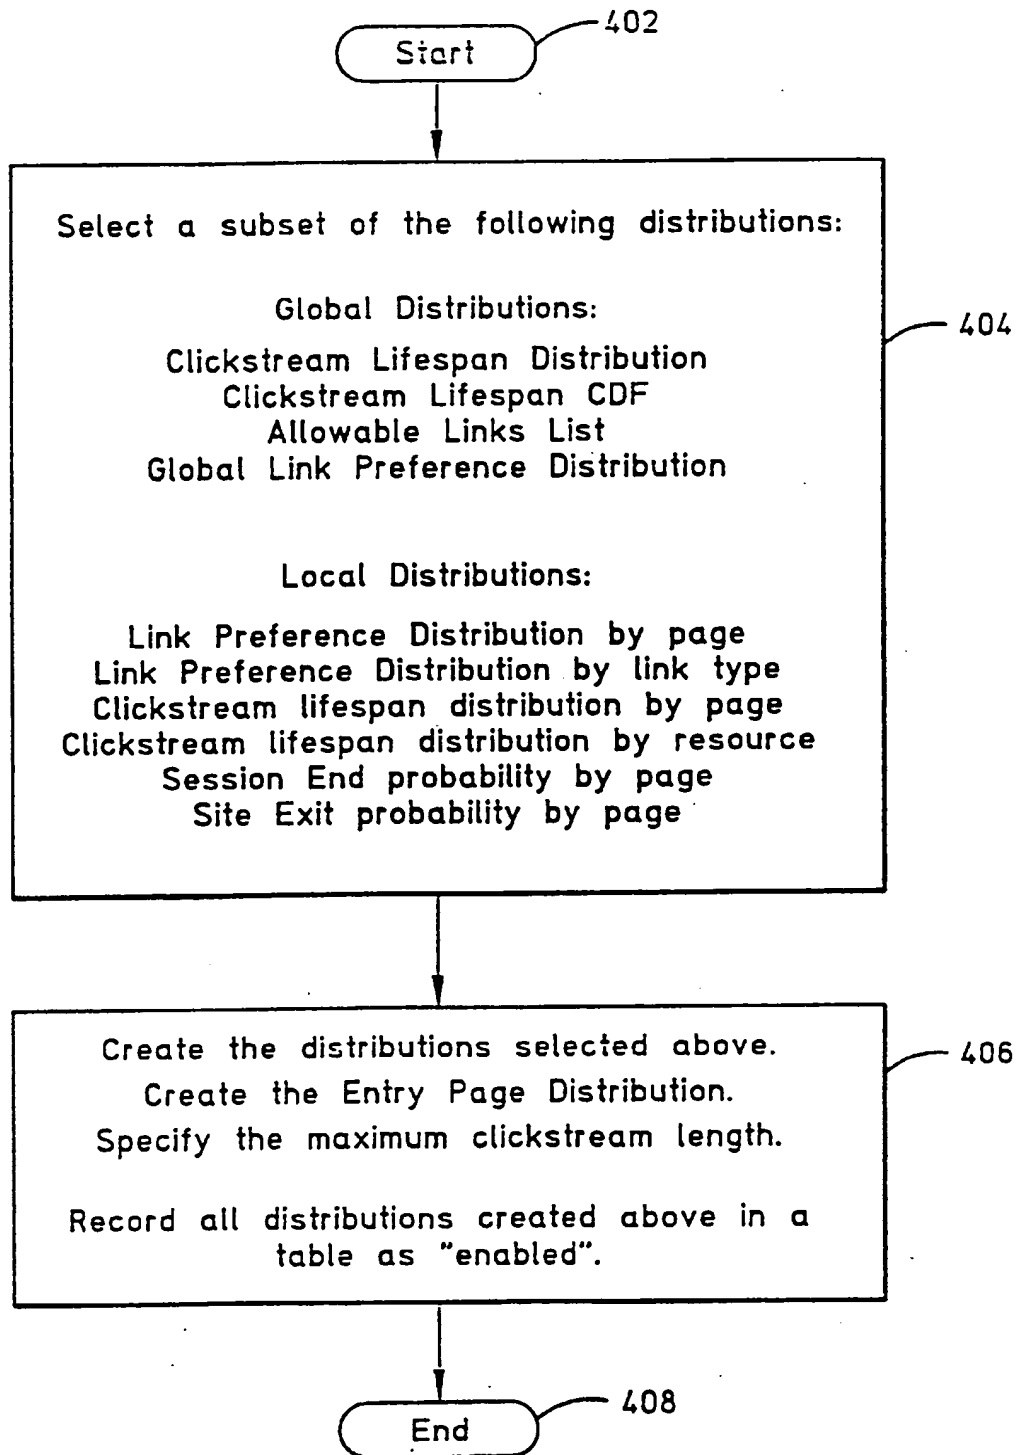 402
Start
Select a subset of the following distributions:
Global Distributions:
404
Clickstream Lifespan Distribution
Clickstream Lifespan CDF
Allowable Links List
Global Link Preference Distribution
Local Distributions:
Link Preference Distribution by page
Link Preference Distribution by link type
Clickstream lifespan distribution by page
Clickstream lifespan distribution by resource
Session End probability by page
Site Exit probability by page
Create the distributions selected above.
406
Create the Entry Page Distribution.
Specify the maximum clickstream length.
Record all distributions created above in a
table as "enabled".
408
End